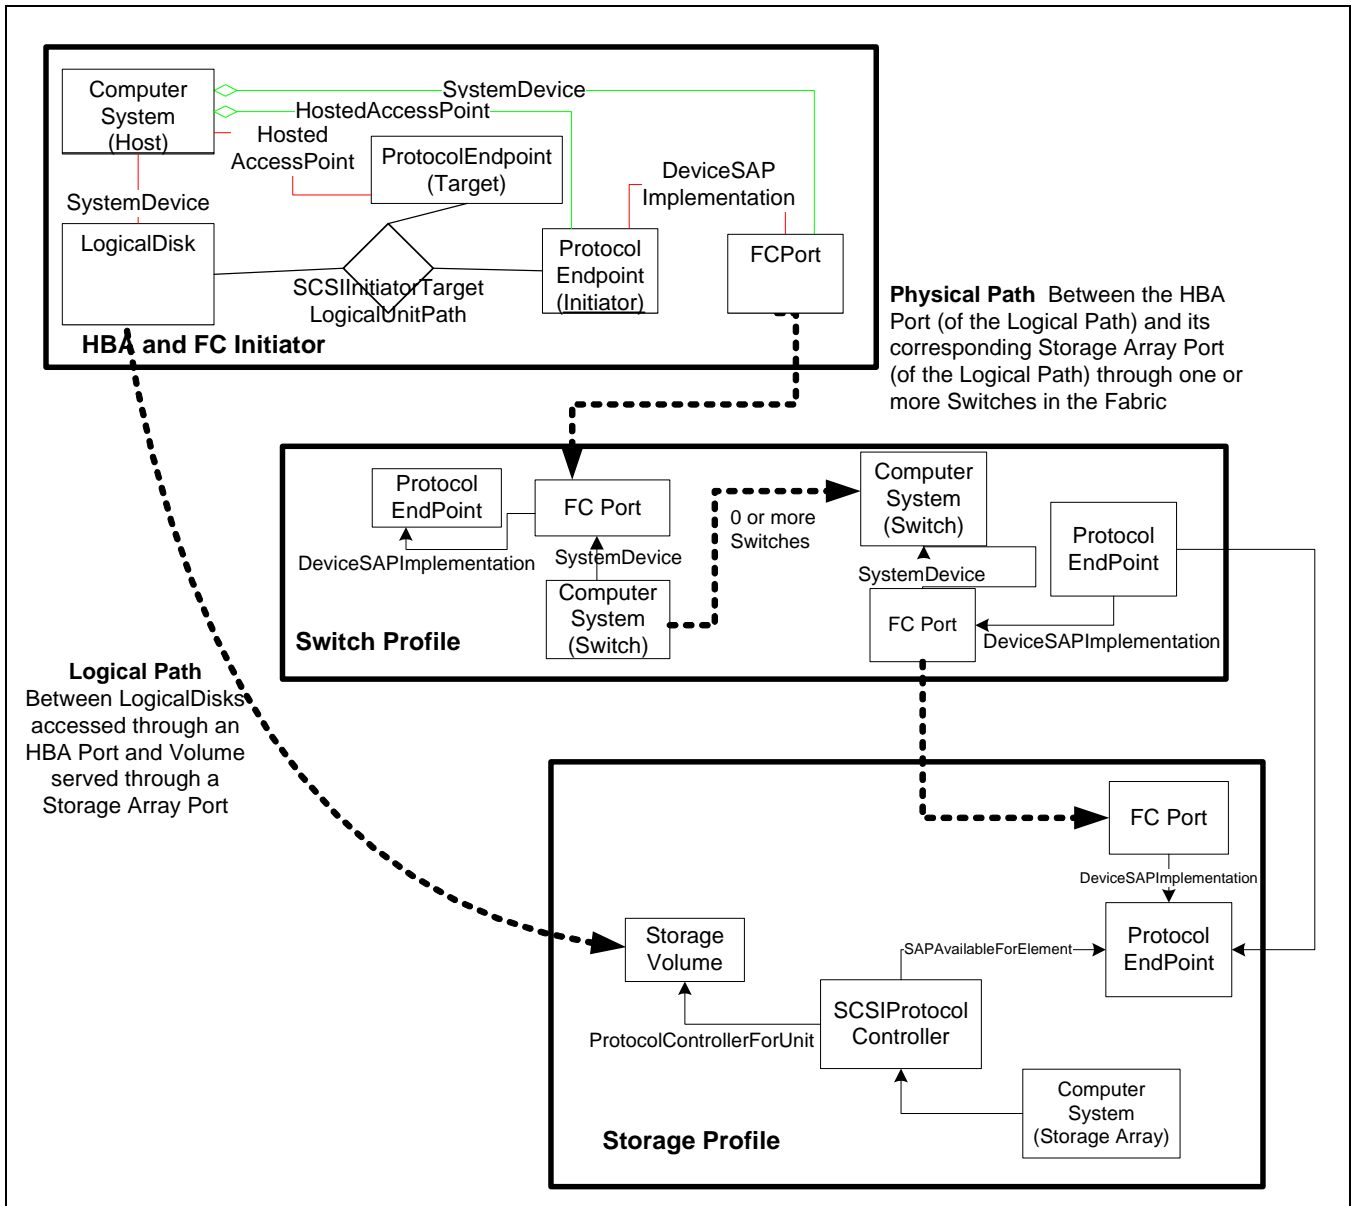 Computer
System
(Host)
SystemDevice
HostedAccessPoint
Hosted
AccessPoint
ProtocolEndpoint
(Target)
DeviceSAP
Implementation
SystemDevice
LogicalDisk
Protocol
Endpoint
(Initiator)
FCPort
SCSIInitiatorTarget
LogicalUnitPath
HBA and FC Initiator
Physical Path  Between the HBA
Port (of the Logical Path) and its
corresponding Storage Array Port
(of the Logical Path) through one or
more Switches in the Fabric
Protocol
EndPoint
FC Port
DeviceSAPImplementation
SystemDevice
Computer
System
(Switch)
0 or more
Switches
Computer
System
(Switch)
SystemDevice
Protocol
EndPoint
FC Port
DeviceSAPImplementation
Switch Profile
Logical Path
Between LogicalDisks
accessed through an
HBA Port and Volume
served through a
Storage Array Port
FC Port
DeviceSAPImplementation
Protocol
EndPoint
Storage
Volume
SAPAvailableForElement
SCSIProtocol
Controller
ProtocolControllerForUnit
Computer
System
(Storage Array)
Storage Profile